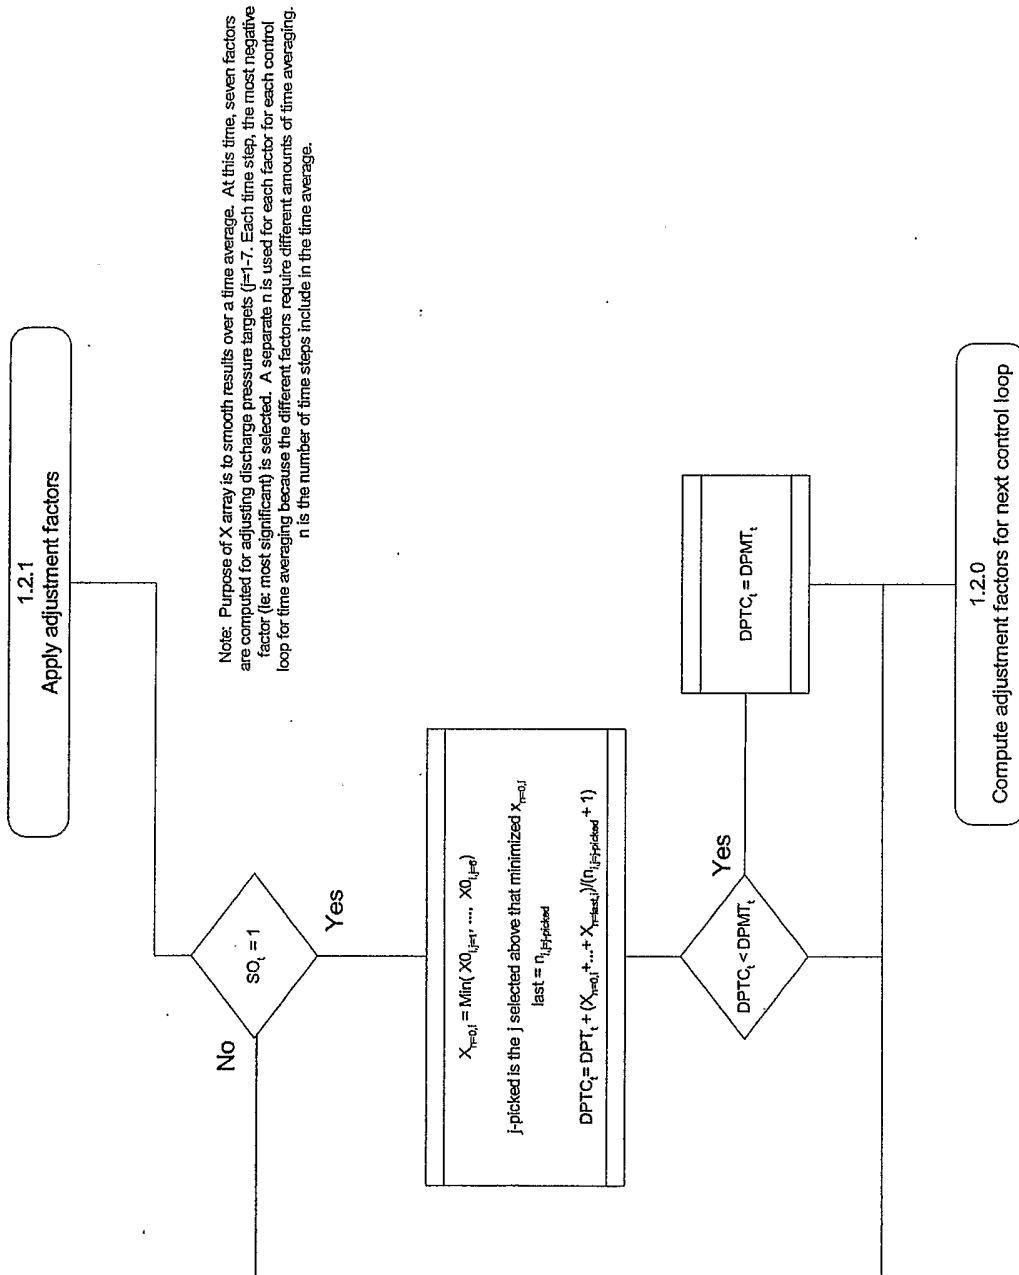 1.2.1
Apply adjustment factors
Note: Purpose of X array is to smooth results over a time average. At this time, seven factors
are computed for adjusting discharge pressure targets (j=1-7. Each time step, the most negative
factor (ie: most significant) is selected. A separate n is used for each factor for each control
loop for time averaging because the different factors require different amounts of time averaging.
n is the number of time steps include in the time average.
SO_t = 1
No
Yes
X_{n=0,i} = Min( X0_{i,j=1}, ..., X0_{i,j=6})
j-picked is the j selected above that minimized x_{n=0,i}
last = n_{i,j=j-picked}
DPTC_t = DPT_t + (X_{n=0,i} +...+ X_{n=last,i})/(n_{i,j=j-picked} + 1)
DPTC_t < DPMT_t
Yes
DPTC_t = DPMT_t
1.2.0
Compute adjustment factors for next control loop